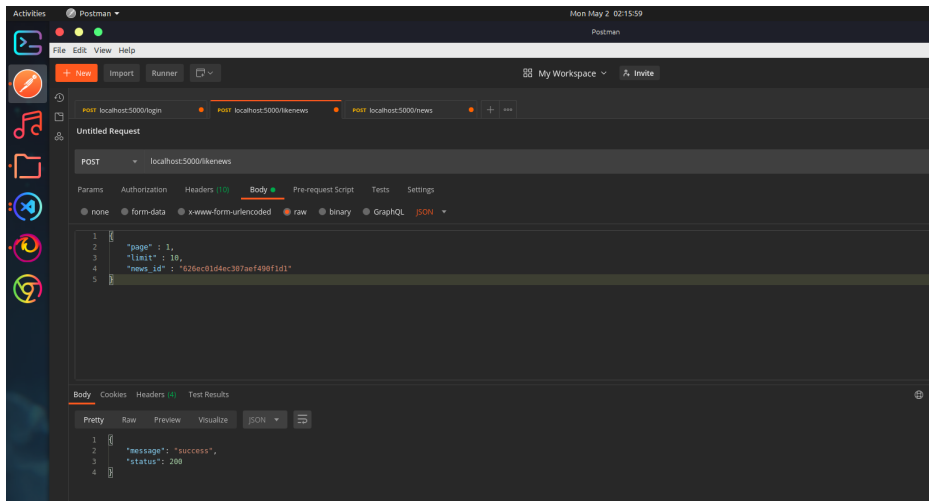 Activities Postman Mon May 2 02:15:59
Postman
File Edit View Help
+ New Import Runner My Workspace Invite
POST localhost:5000/login POST localhost:5000/likenews POST localhost:5000/news + •••
Untitled Request
POST localhost:5000/likenews
Params Authorization Headers (10) Body Pre-request Script Tests Settings
none form-data x-www-form-urlencoded raw binary GraphQL JSON
1 {
2 "page" : 1,
3 "limit" : 10,
4 "news_id" : "626ec01d4ec307aef490f1d1"
5 }
Body Cookies Headers (4) Test Results
Pretty Raw Preview Visualize JSON
1 {
2 "message": "success",
3 "status": 200
4 }